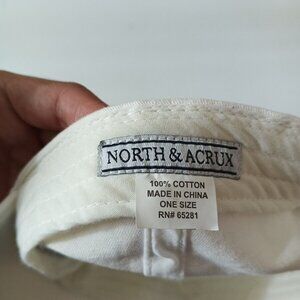 NORTH & ACRUX
100% COTTON
MADE IN CHINA
ONE SIZE
RN# 65281